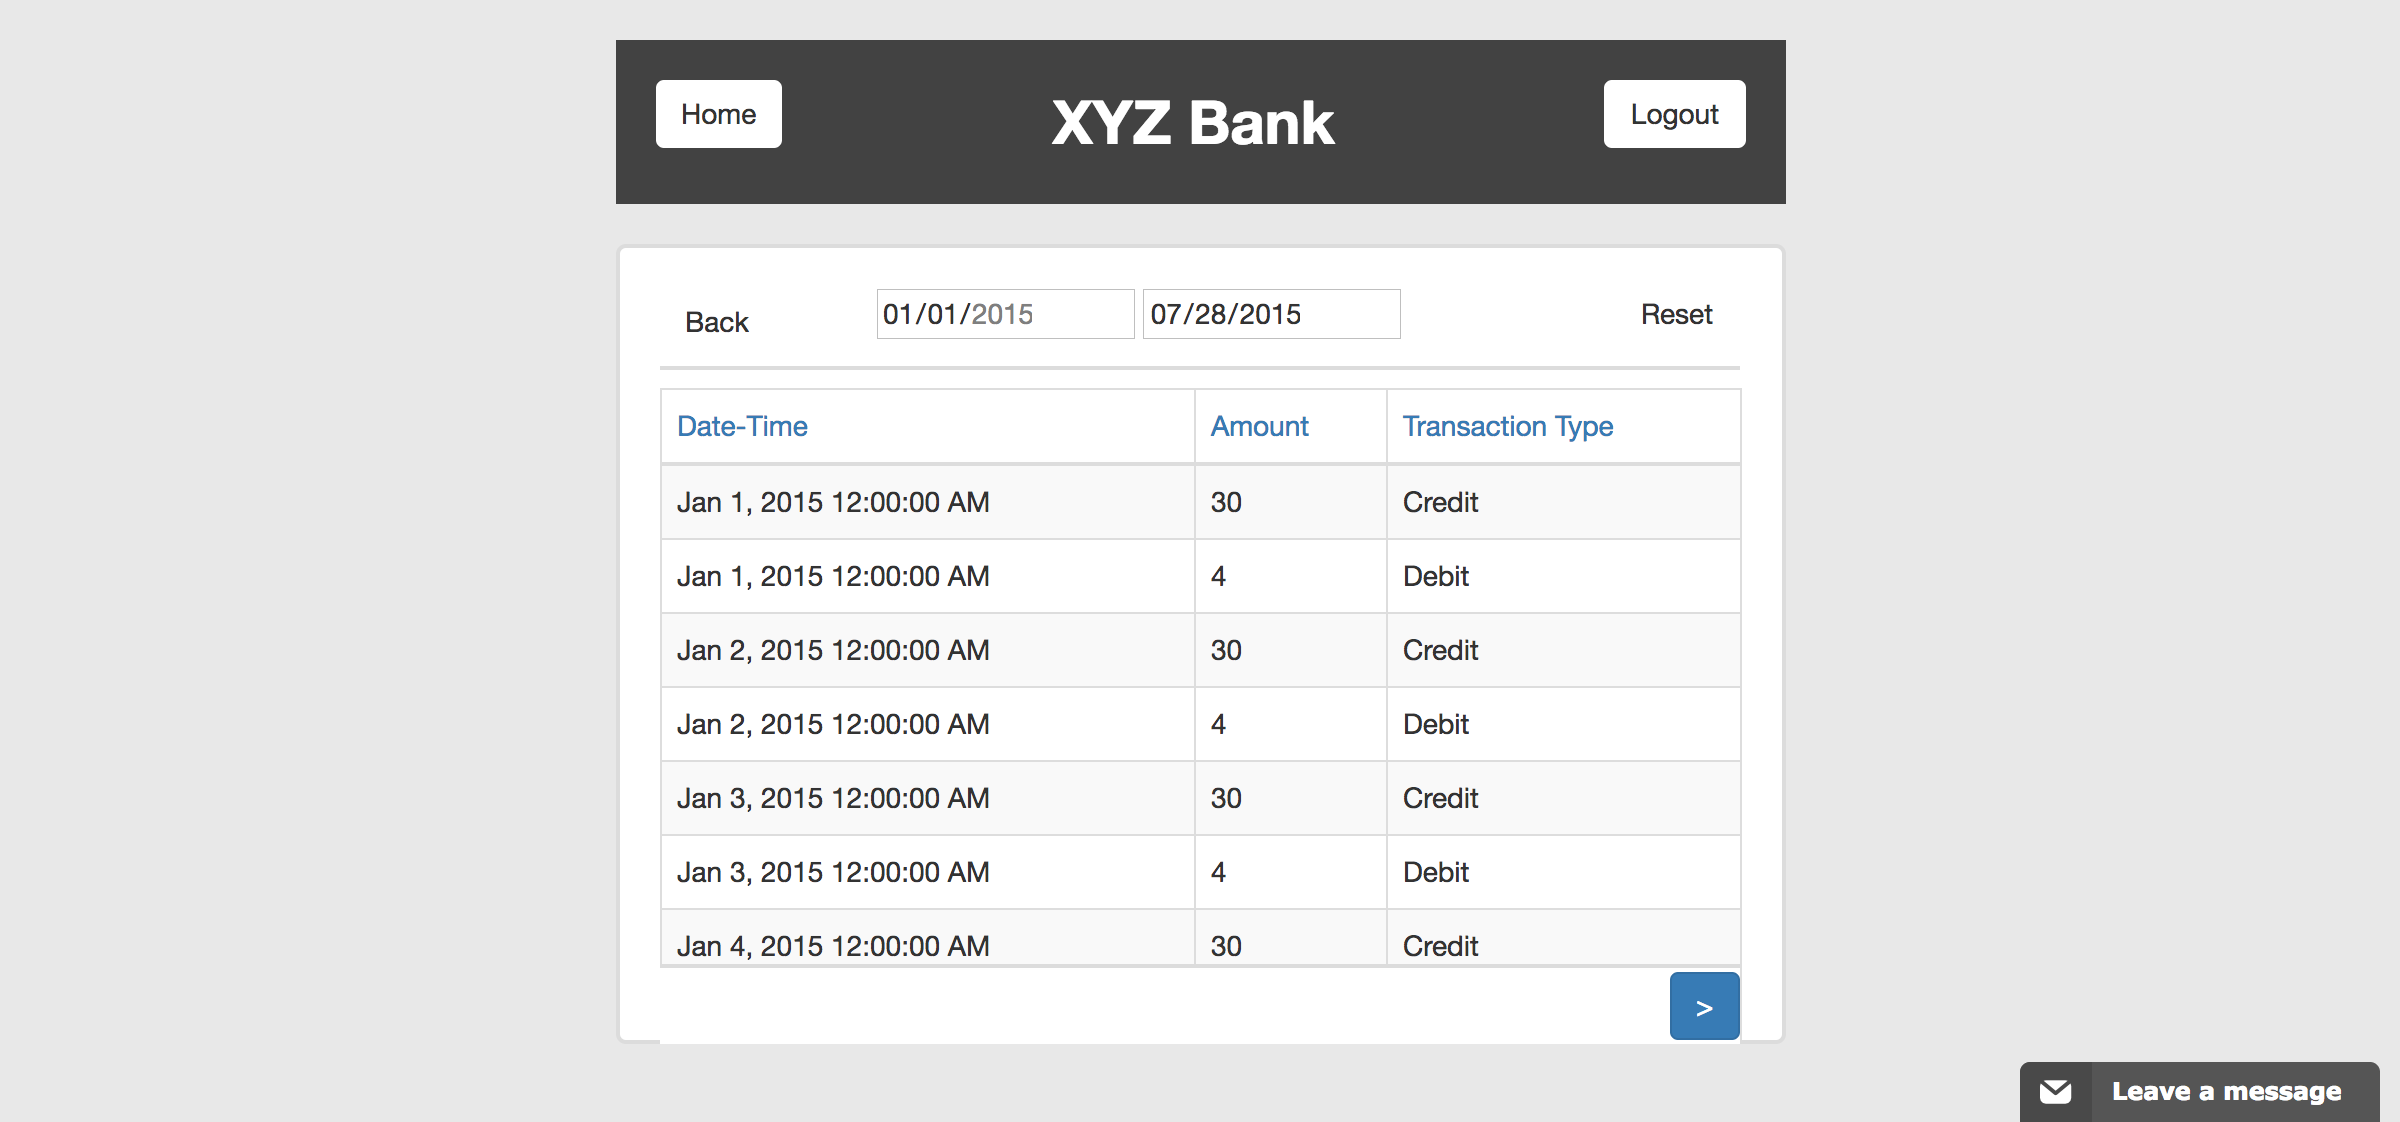 Home XYZ Bank Logout
Back 01/01/2015 07/28/2015 Reset
Date-Time Amount Transaction Type
Jan 1, 2015 12:00:00 AM 30 Credit
Jan 1, 2015 12:00:00 AM 4 Debit
Jan 2, 2015 12:00:00 AM 30 Credit
Jan 2, 2015 12:00:00 AM 4 Debit
Jan 3, 2015 12:00:00 AM 30 Credit
Jan 3, 2015 12:00:00 AM 4 Debit
Jan 4, 2015 12:00:00 AM 30 Credit
>
Leave a message